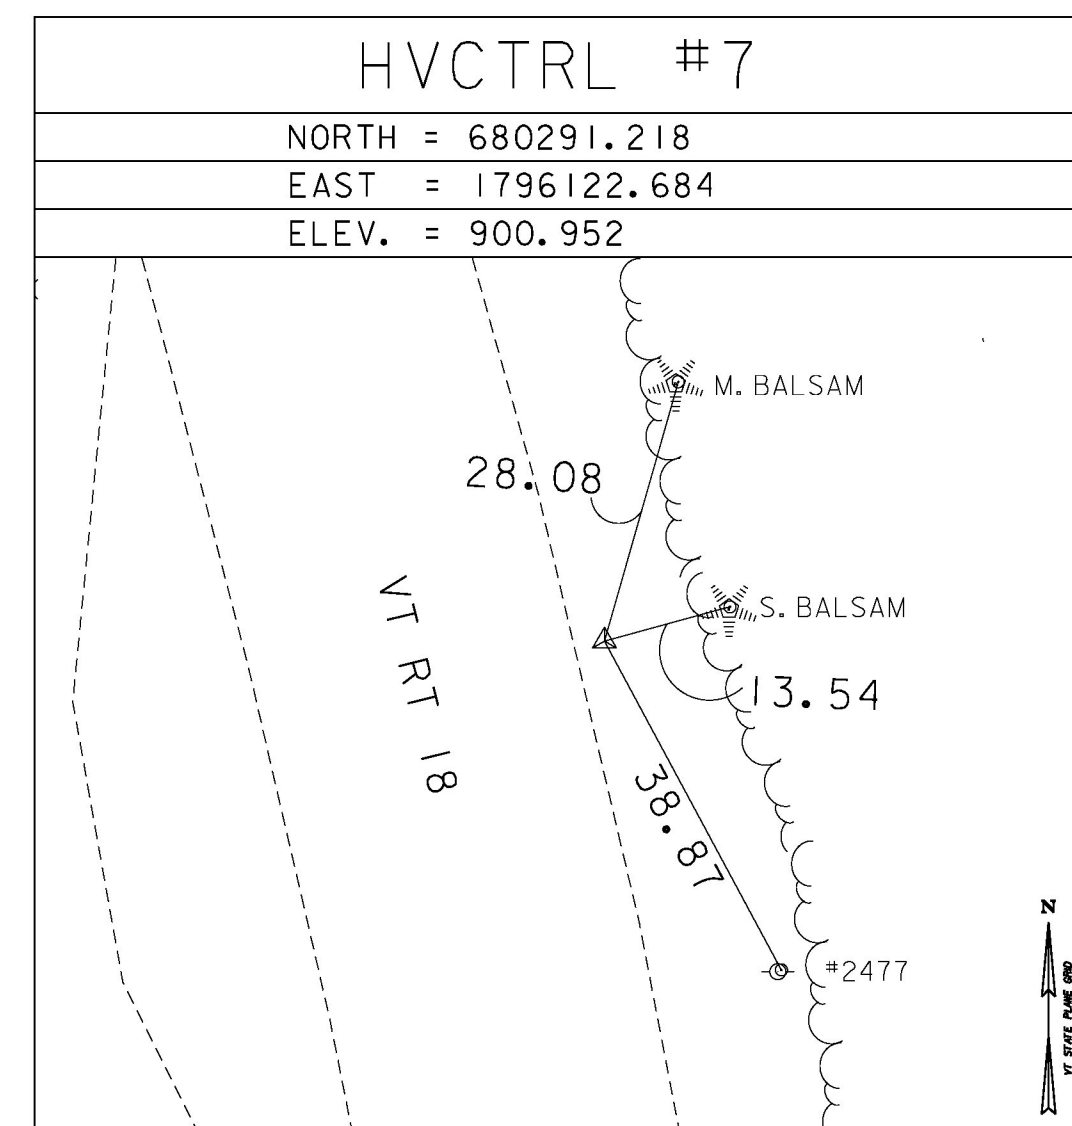 HVCTRL #7
NORTH = 680291.218
EAST = 1796122.684
ELEV. = 900.952
M. BALSAM
28.08
VT RT 18
S. BALSAM
13.54
38.87
#2477
N
VT STATE PLANE GRID